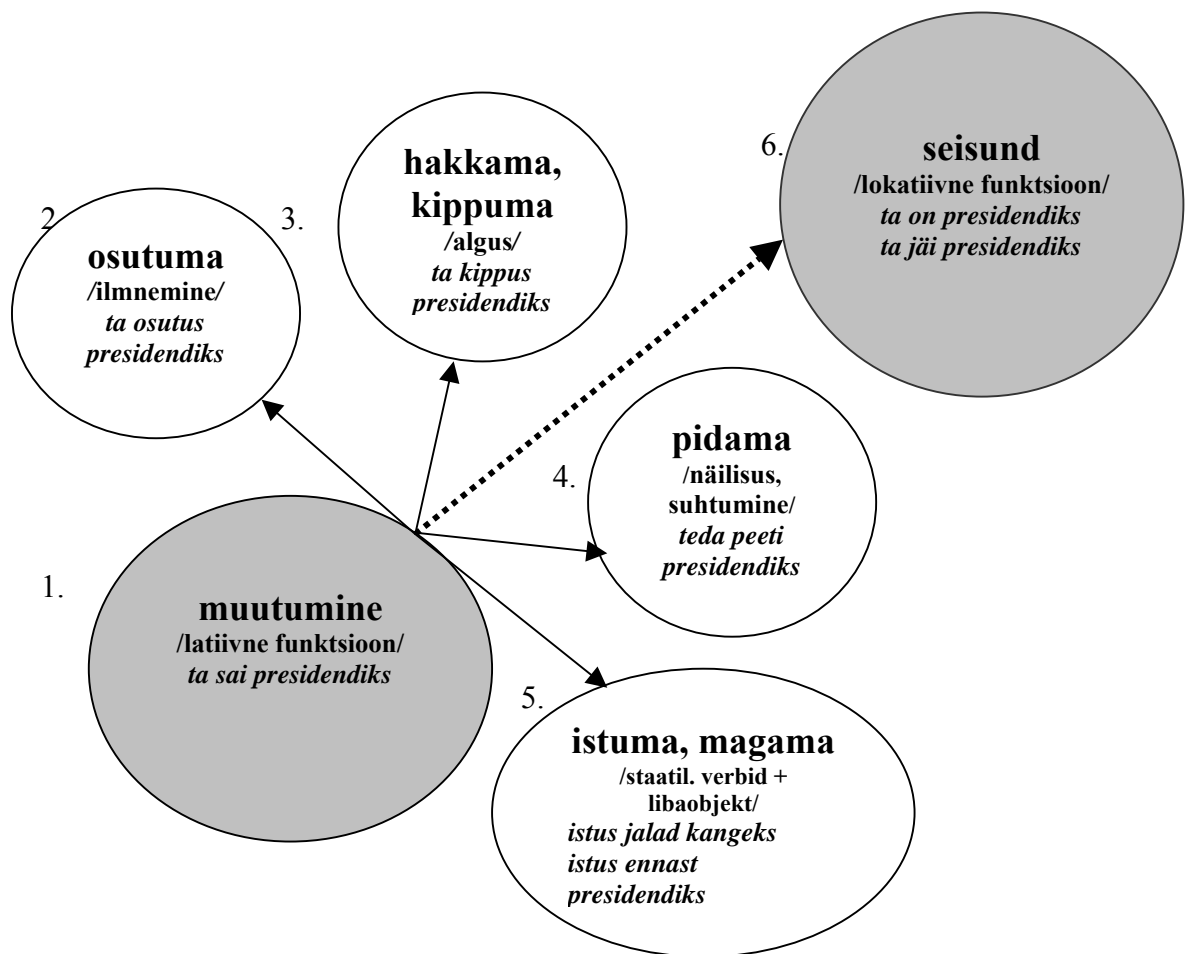 1.
muutumine
/latiivne funktsioon/
ta sai presidendiks
2
osutuma
/ilmnemine/
ta osutus
presidendiks
3.
hakkama,
kippuma
/algus/
ta kippus
presidendiks
4.
pidama
/näilisus,
suhtumine/
teda peeti
presidendiks
5.
istuma, magama
/staatil. verbid +
libaobjekt/
istus jalad kangeks
istus ennast
presidendiks
6.
seisund
/lokatiivne funktsioon/
ta on presidendiks
ta jäi presidendiks